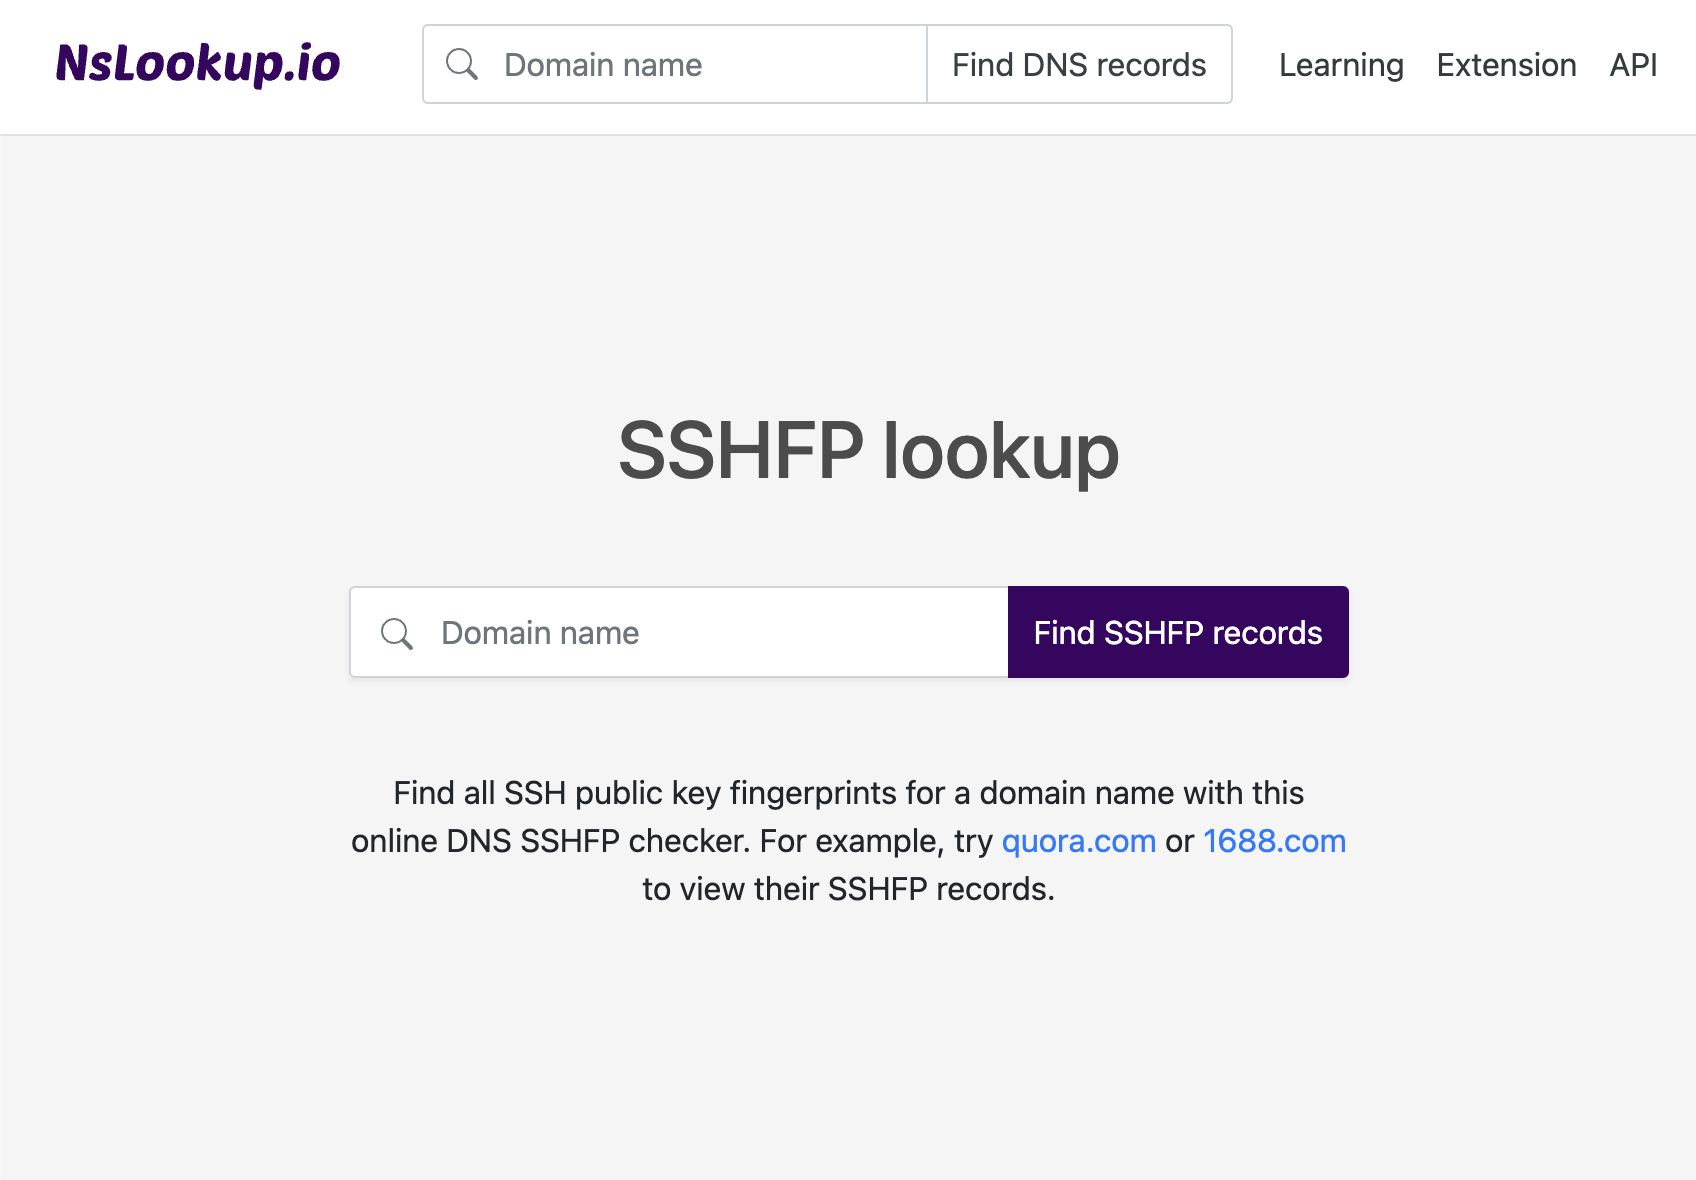 NsLookup.io
Domain name
Find DNS records
Learning
Extension
API
SSHFP lookup
Domain name
Find SSHFP records
Find all SSH public key fingerprints for a domain name with this
online DNS SSHFP checker. For example, try quora.com or 1688.com
to view their SSHFP records.